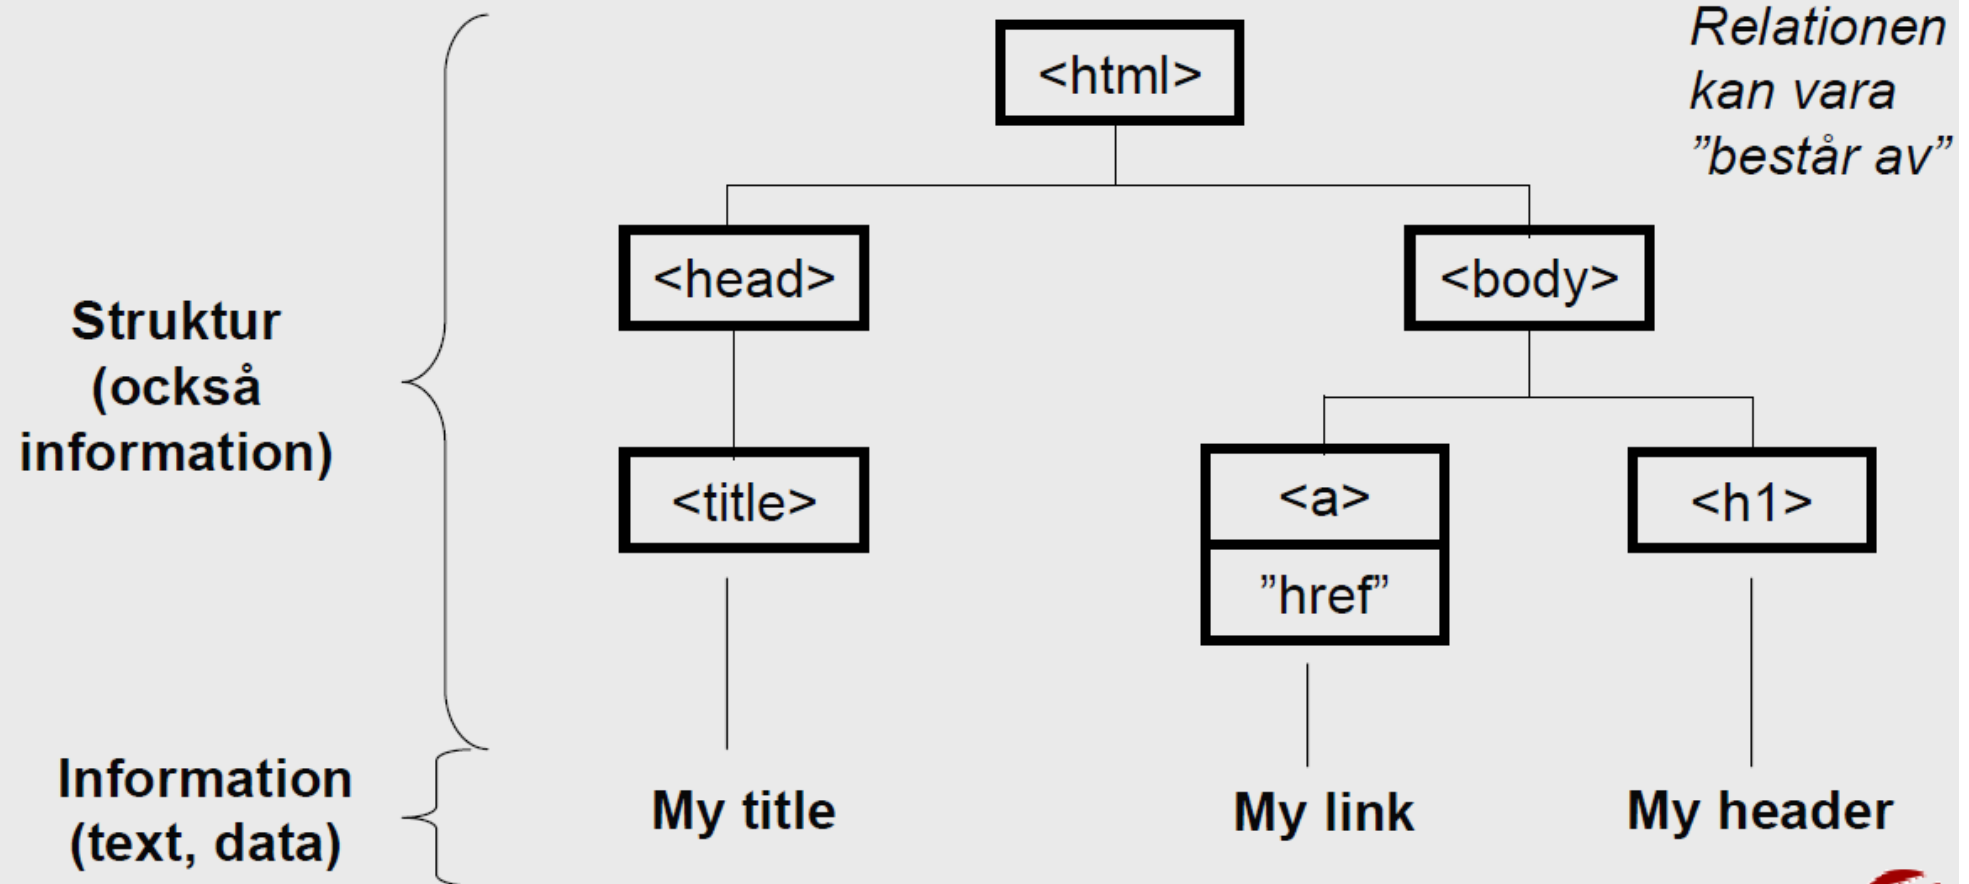 <html>
Relationen
kan vara
”består av”
<head>
<body>
Struktur
(också
information)
<title>
<a>
<h1>
”href”
Information
(text, data)
My title
My link
My header